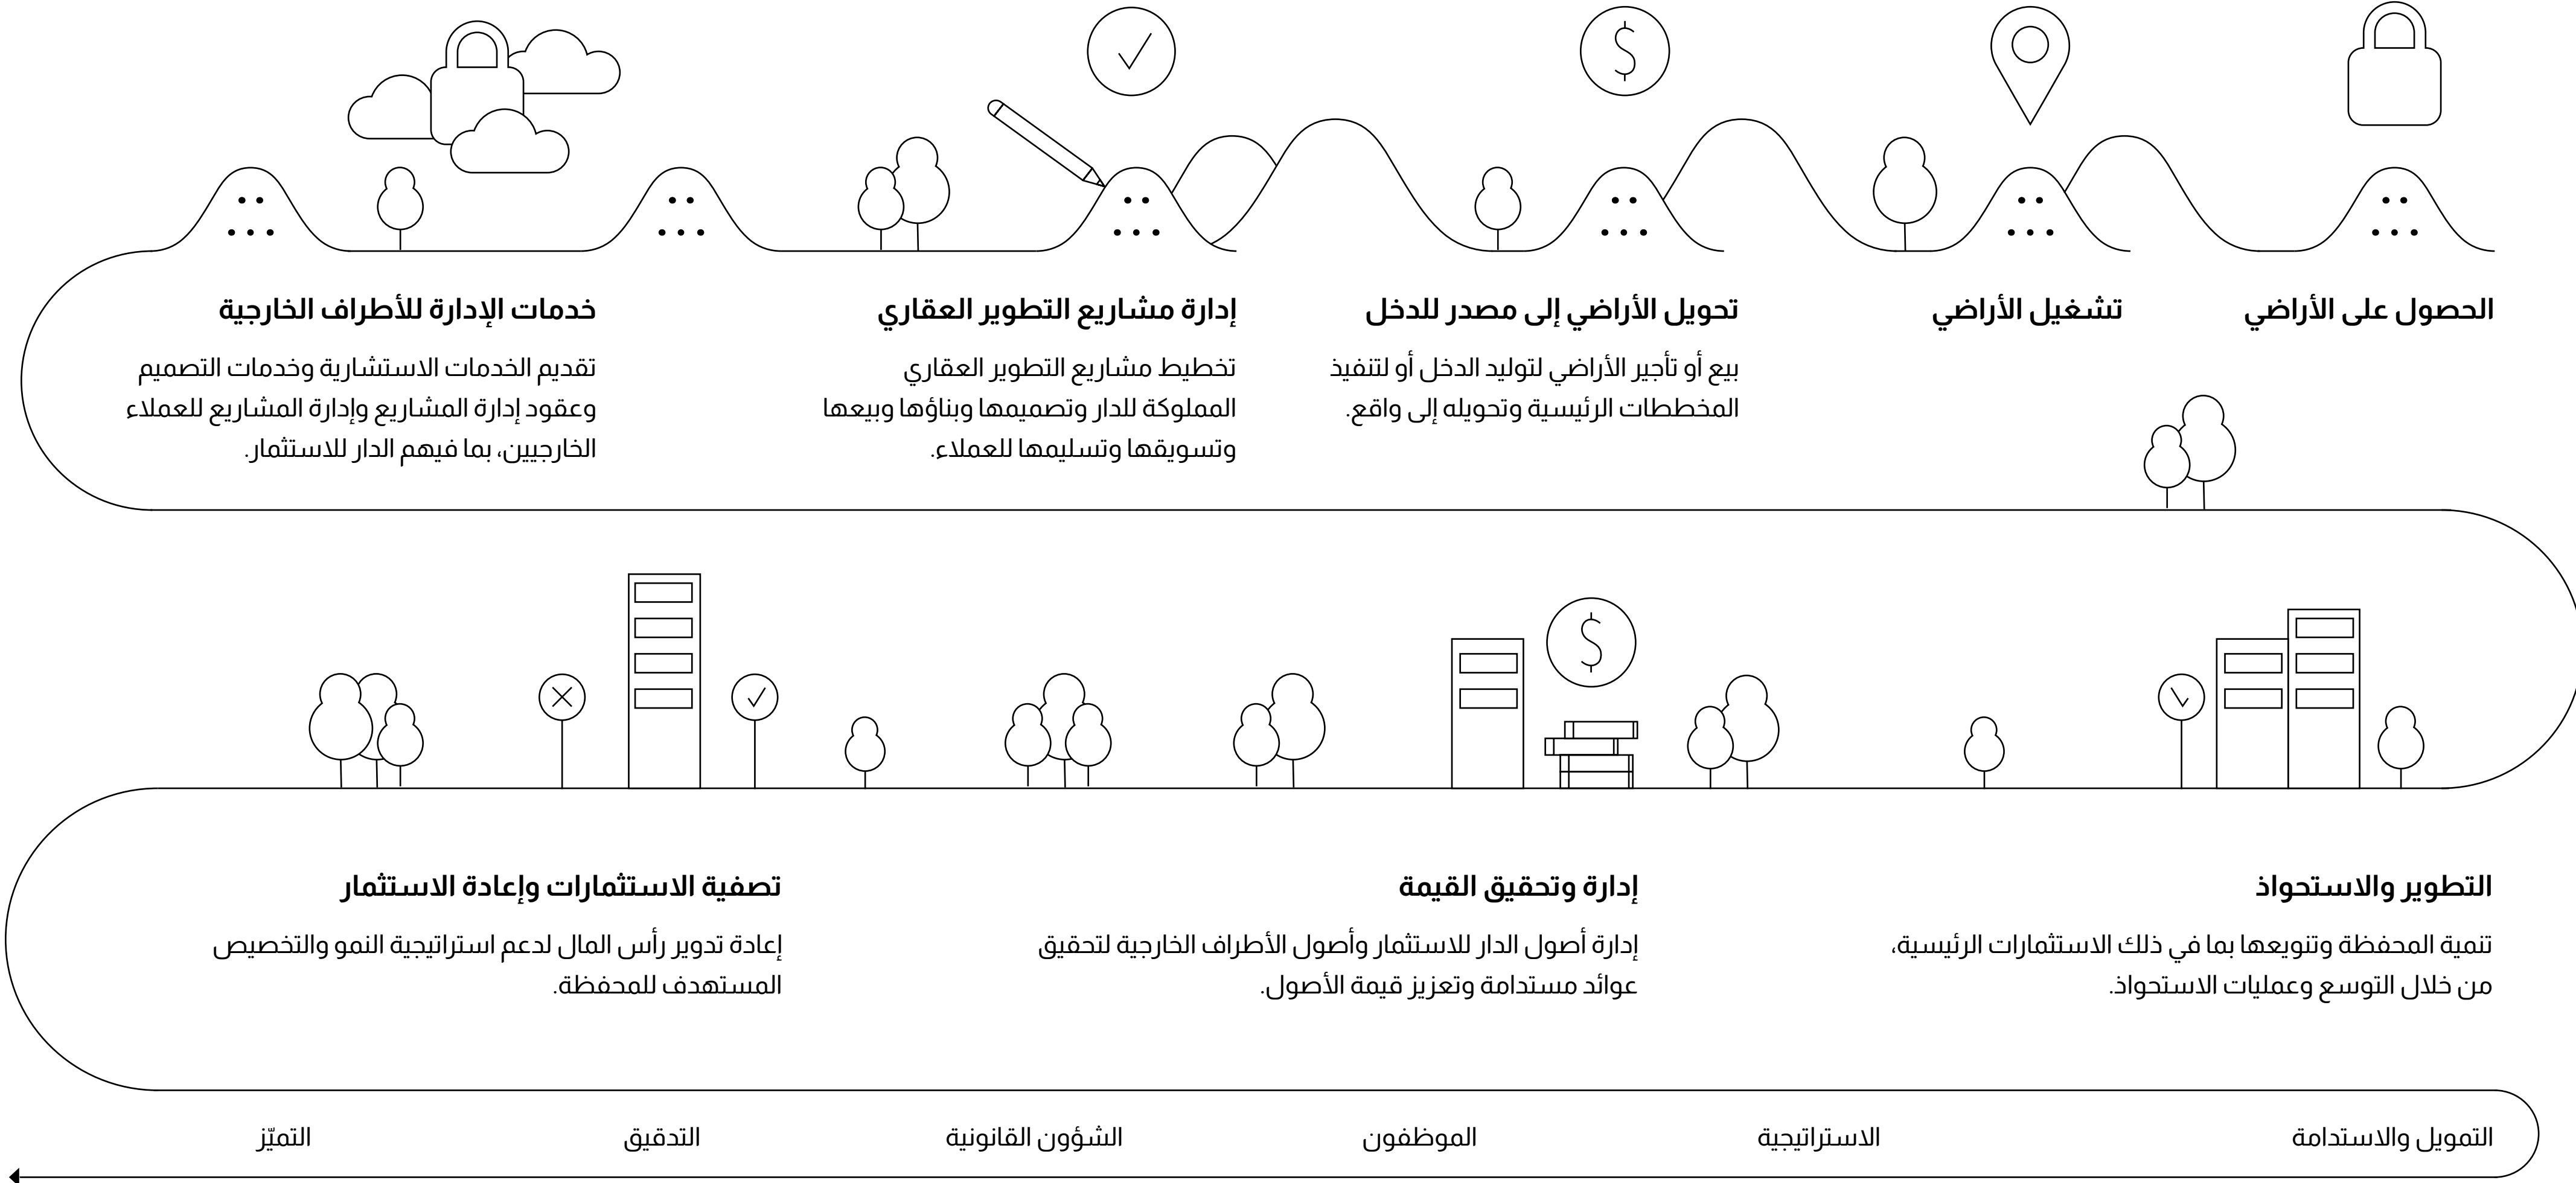 الحصول على الأراضي
تشغيل الأراضي
تحويل الأراضي إلى مصدر للدخل
بيع أو تأجير الأراضي لتوليد الدخل أو لتنفيذ
المخططات الرئيسية وتحويله إلى واقع.
إدارة مشاريع التطوير العقاري
تخطيط مشاريع التطوير العقاري
المملوكة للدار وتصميمها وبناؤها وبيعها
وتسويقها وتسليمها للعملاء.
خدمات الإدارة للأطراف الخارجية
تقديم الخدمات الاستشارية وخدمات التصميم
وعقود إدارة المشاريع وإدارة المشاريع للعملاء
الخارجيين، بما فيهم الدار للاستثمار.
التطوير والاستحواذ
تنمية المحفظة وتنويعها بما في ذلك الاستثمارات الرئيسية،
من خلال التوسع وعمليات الاستحواذ.
إدارة وتحقيق القيمة
إدارة أصول الدار للاستثمار وأصول الأطراف الخارجية لتحقيق
عوائد مستدامة وتعزيز قيمة الأصول.
تصفية الاستثمارات وإعادة الاستثمار
إعادة تدوير رأس المال لدعم استراتيجية النمو والتخصيص
المستهدف للمحفظة.
التمويل والاستدامة
الاستراتيجية
الموظفون
الشؤون القانونية
التدقيق
التميّز